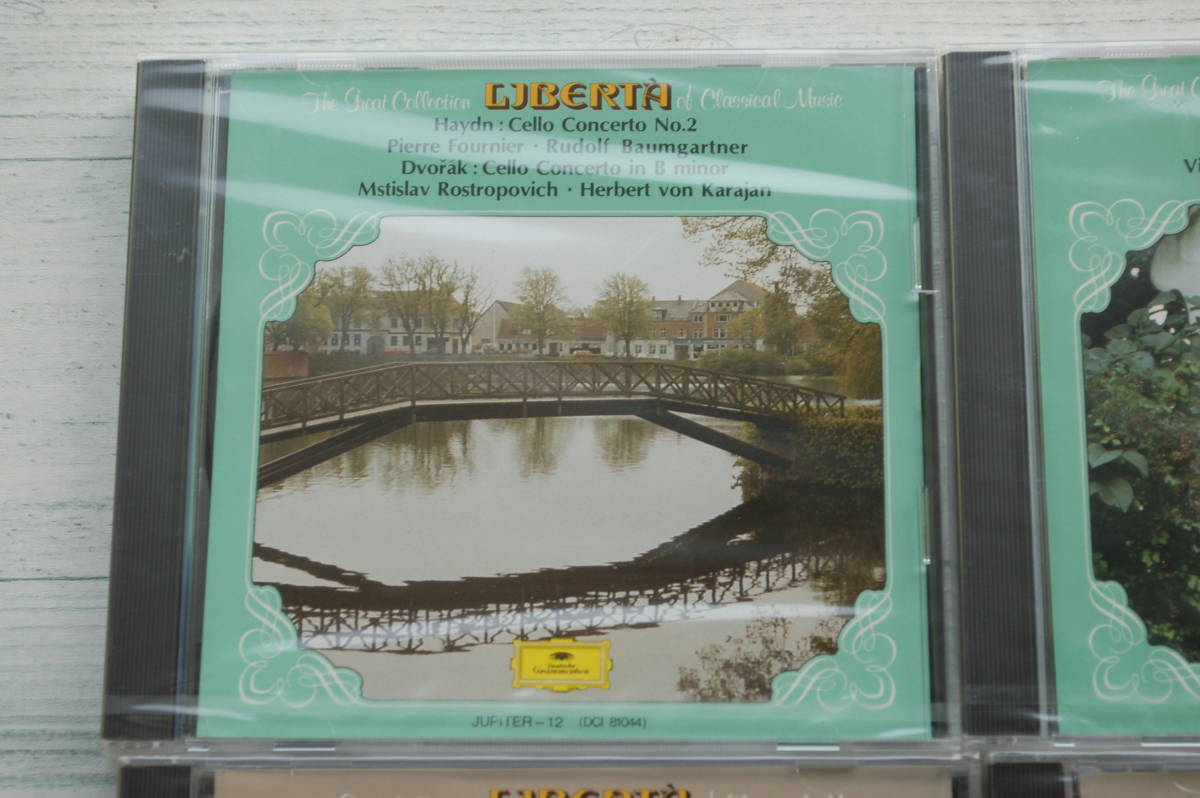 The Great Collection LIBERTÀ of Classical Music
Haydn : Cello Concerto No.2
Pierre Fournier · Rudolf Baumgartner
Dvořák : Cello Concerto in B minor
Mstislav Rostropovich · Herbert von Karajan
Deutsche
Grammophon
JUPITER–12 (DCI 81044)
The Great
LIBERTÀ